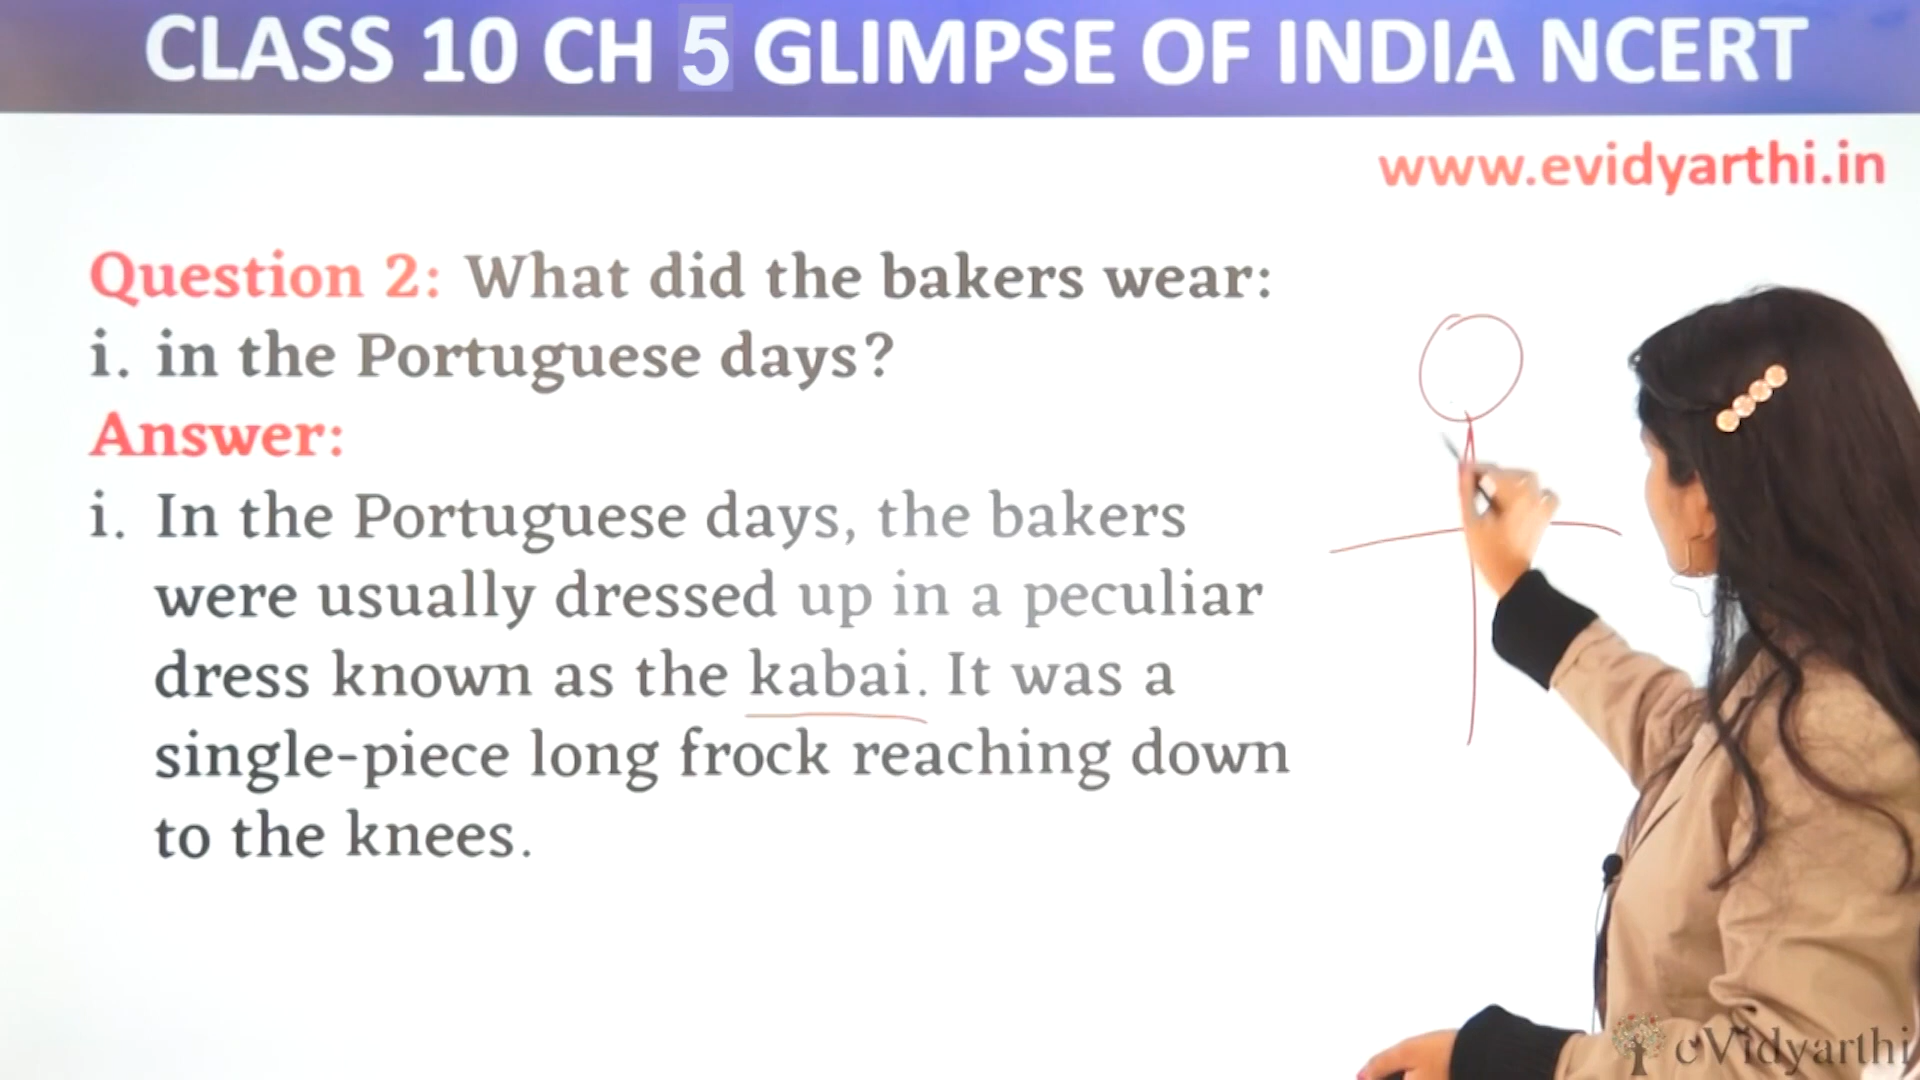 CLASS 10 CH 5 GLIMPSE OF INDIA NCERT
www.evidyarthi.in
Question 2: What did the bakers wear:
i. in the Portuguese days?
Answer:
i. In the Portuguese days, the bakers
were usually dressed up in a peculiar
dress known as the kabai. It was a
single-piece long frock reaching down
to the knees.
eVidyarthi